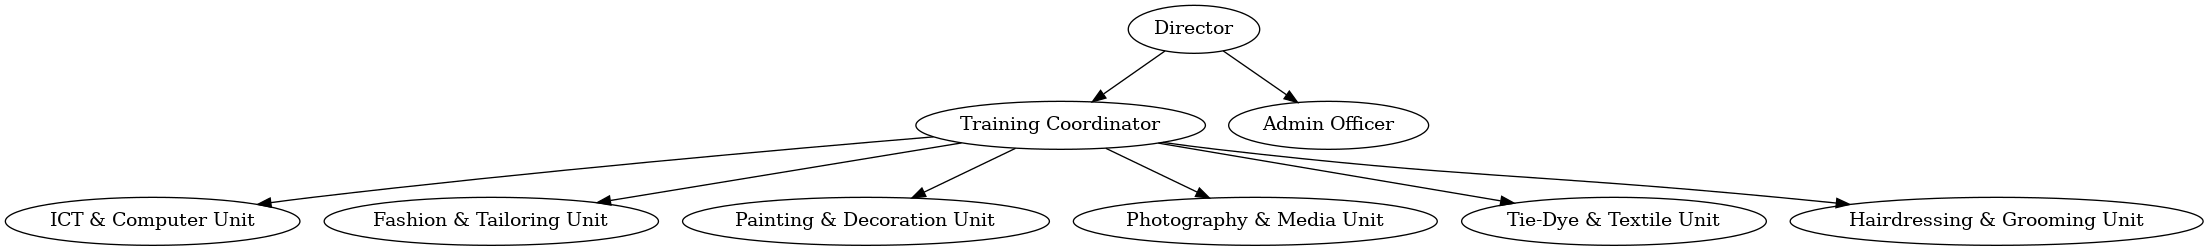 Director
Training Coordinator
Admin Officer
ICT & Computer Unit
Fashion & Tailoring Unit
Painting & Decoration Unit
Photography & Media Unit
Tie-Dye & Textile Unit
Hairdressing & Grooming Unit